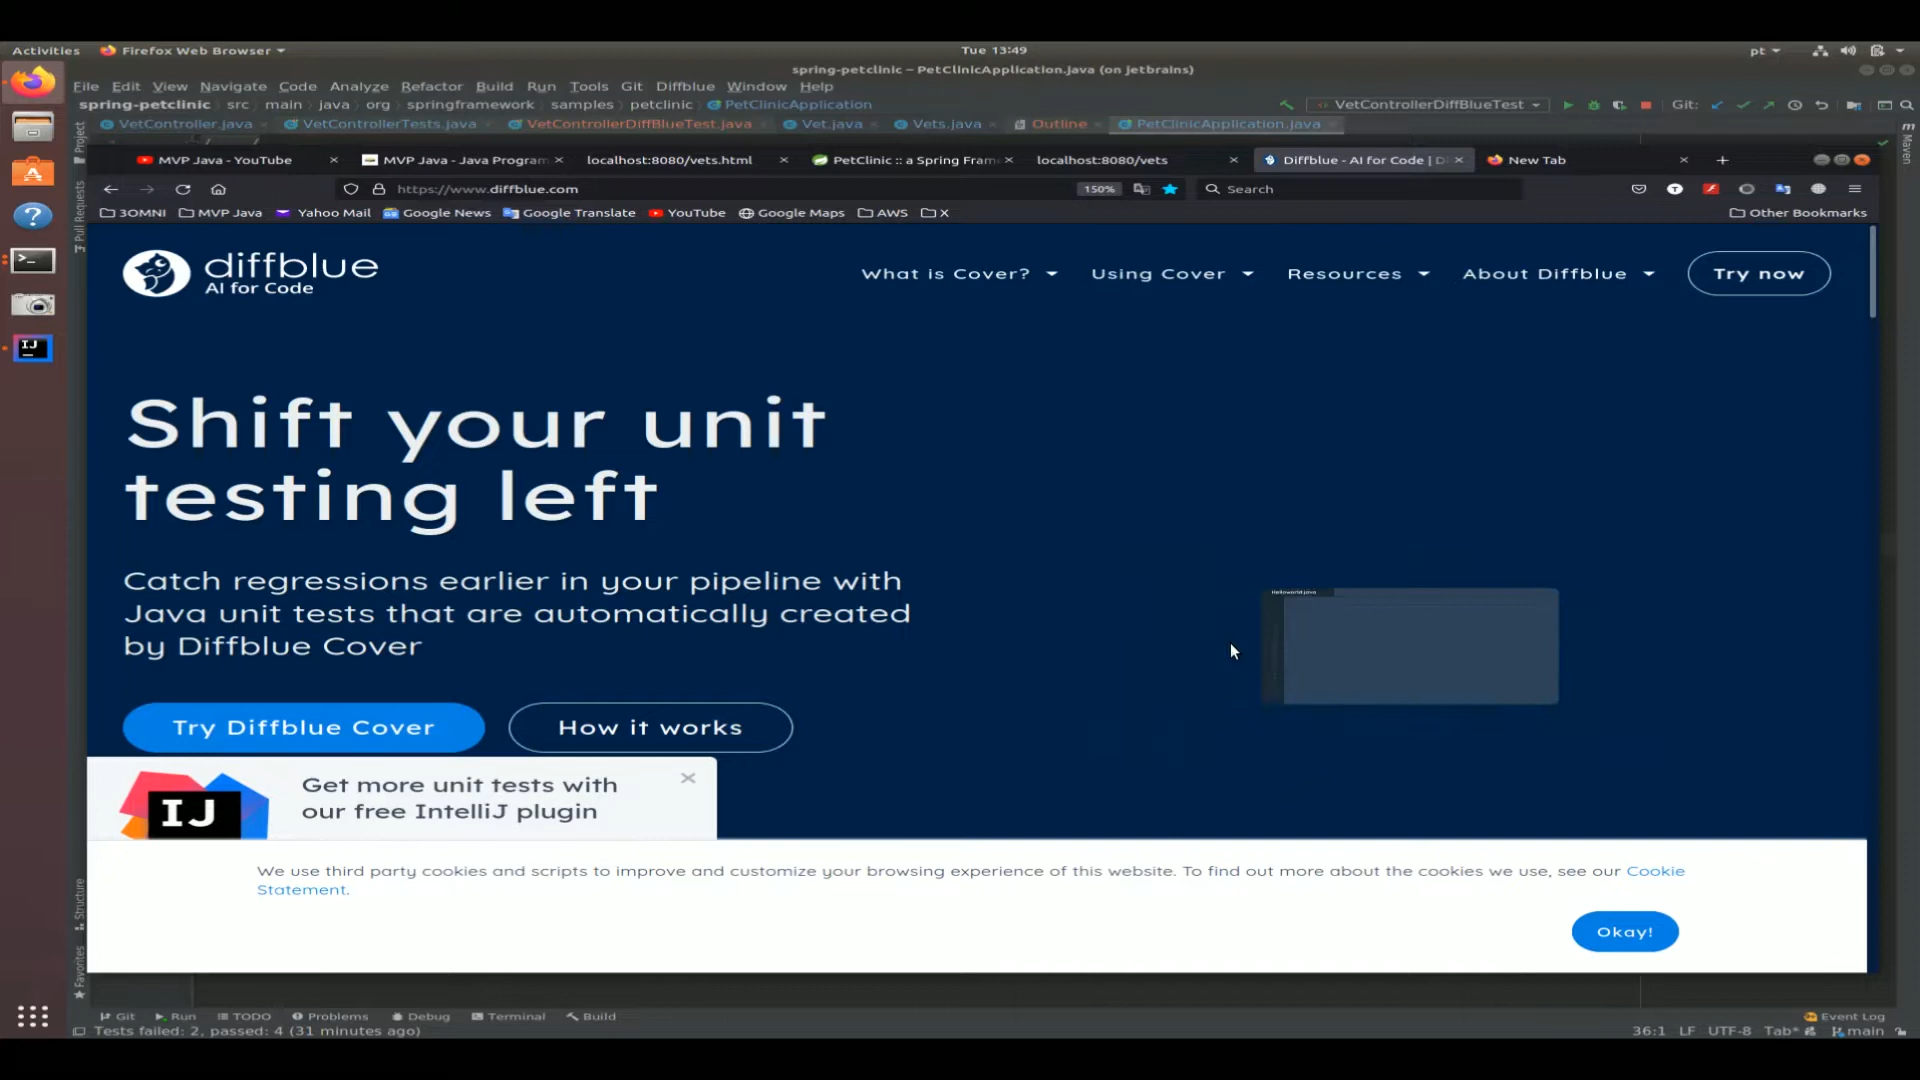 Activities Firefox Web Browser Tue 13:49 pt
spring-petclinic – PetClinicApplication.java (on jetbrains)
File Edit View Navigate Code Analyze Refactor Build Run Tools Git Diffblue Window Help
spring-petclinic src main java org springframework samples petclinic PetClinicApplication VetControllerDiffBlueTest Git:
VetController.java VetControllerTests.java VetControllerDiffBlueTest.java Vet.java Vets.java Outline PetClinicApplication.java
Project
Maven
MVP Java - YouTube MVP Java - Java Program localhost:8080/vets.html PetClinic :: a Spring Fram localhost:8080/vets Diffblue - AI for Code | Di New Tab
https://www.diffblue.com 150% Search
Pull Requests
3OMNI MVP Java Yahoo Mail Google News Google Translate YouTube Google Maps AWS X Other Bookmarks
diffblue
AI for Code
What is Cover? Using Cover Resources About Diffblue Try now
Shift your unit
testing left
Catch regressions earlier in your pipeline with
Java unit tests that are automatically created
by Diffblue Cover
Helloworld java
Try Diffblue Cover How it works
IJ
Get more unit tests with
our free IntelliJ plugin
We use third party cookies and scripts to improve and customize your browsing experience of this website. To find out more about the cookies we use, see our Cookie
Statement.
Okay!
Structure
Favorites
Git Run TODO Problems Debug Terminal Build Event Log
Tests failed: 2, passed: 4 (31 minutes ago) 36:1 LF UTF-8 Tab* main